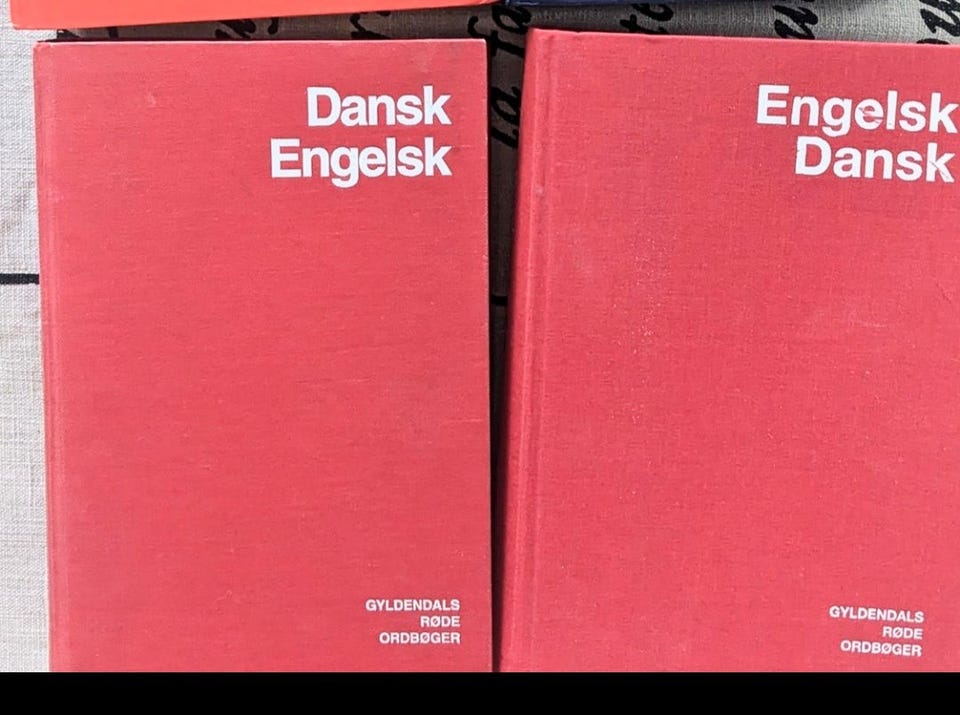 Dansk
Engelsk
GYLDENDALS
RØDE
ORDBØGER
Engelsk
Dansk
GYLDENDALS
RØDE
ORDBØGER